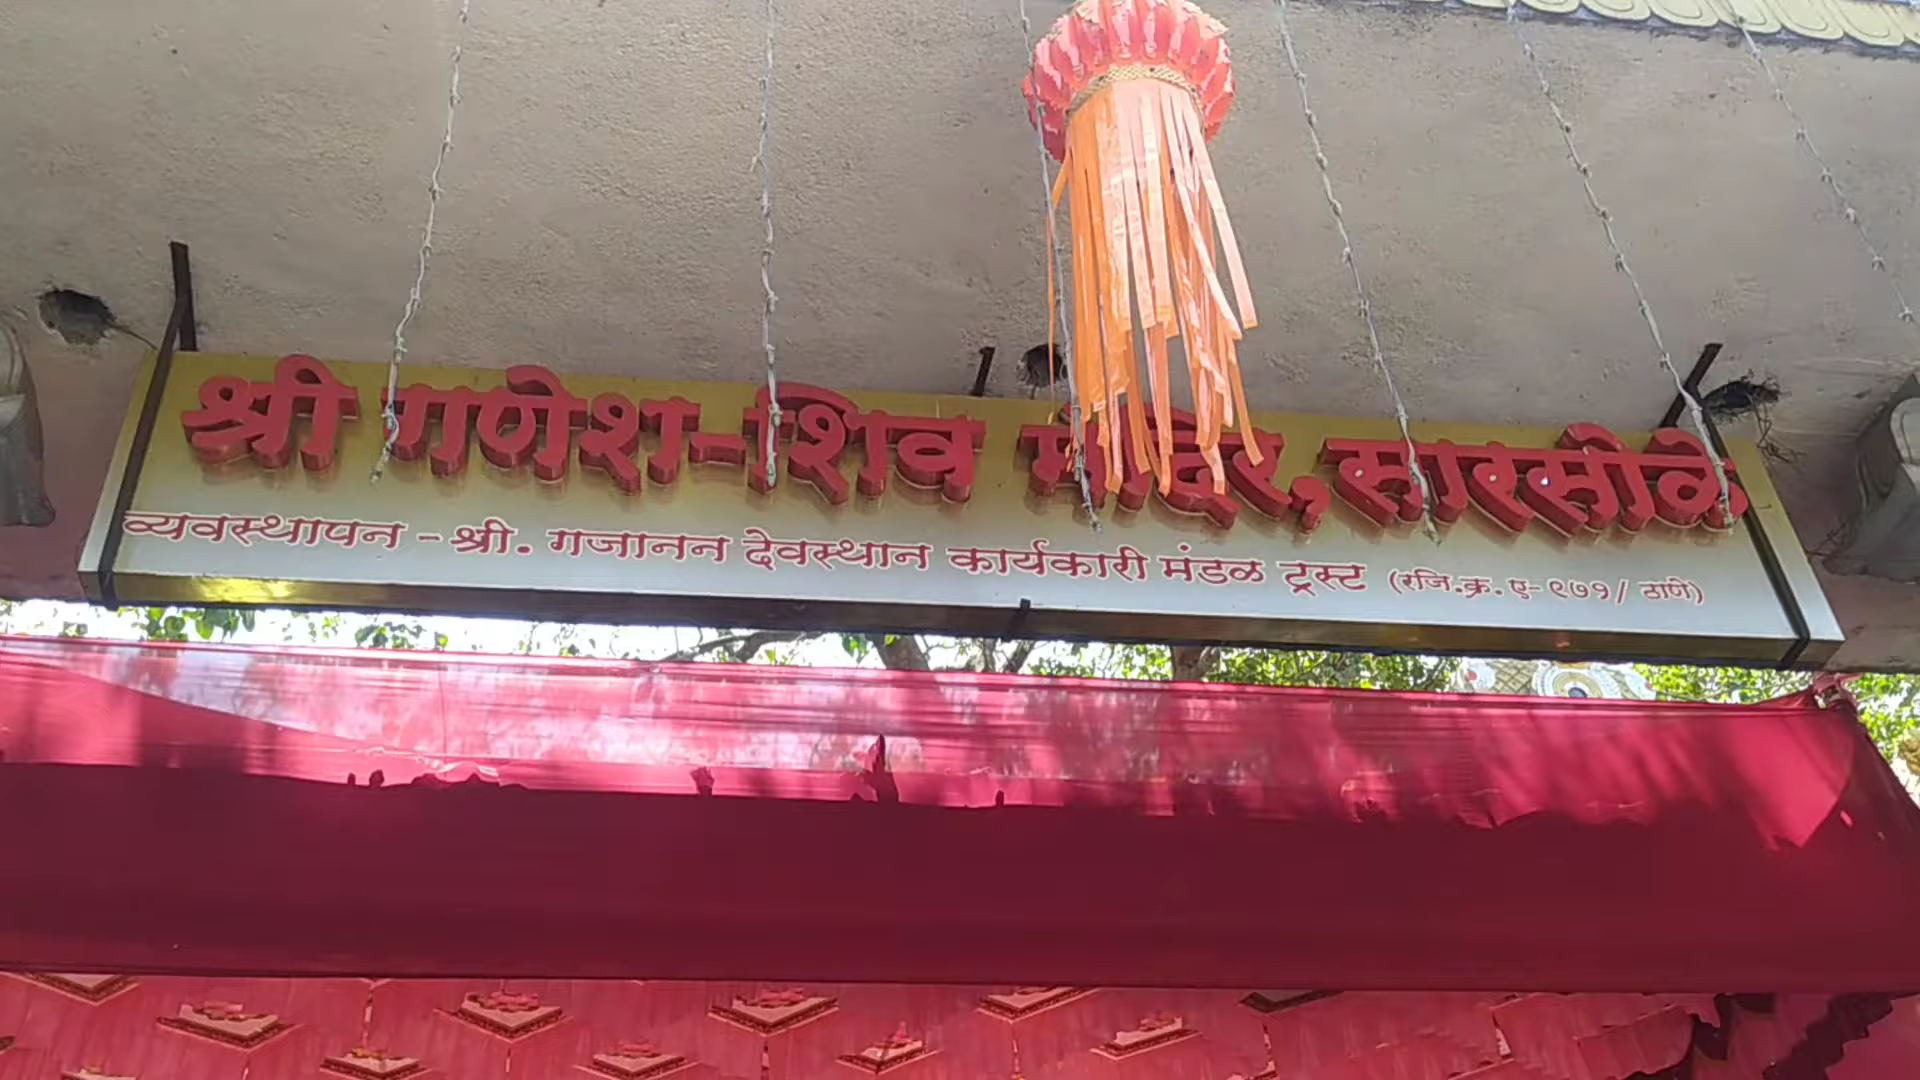 श्री गणेश-शिव मंदिर, सारसोळे
व्यवस्थापन - श्री. गजानन देवस्थान कार्यकारी मंडळ ट्रस्ट (रजि.क्र. ए-९७१/ ठाणे)